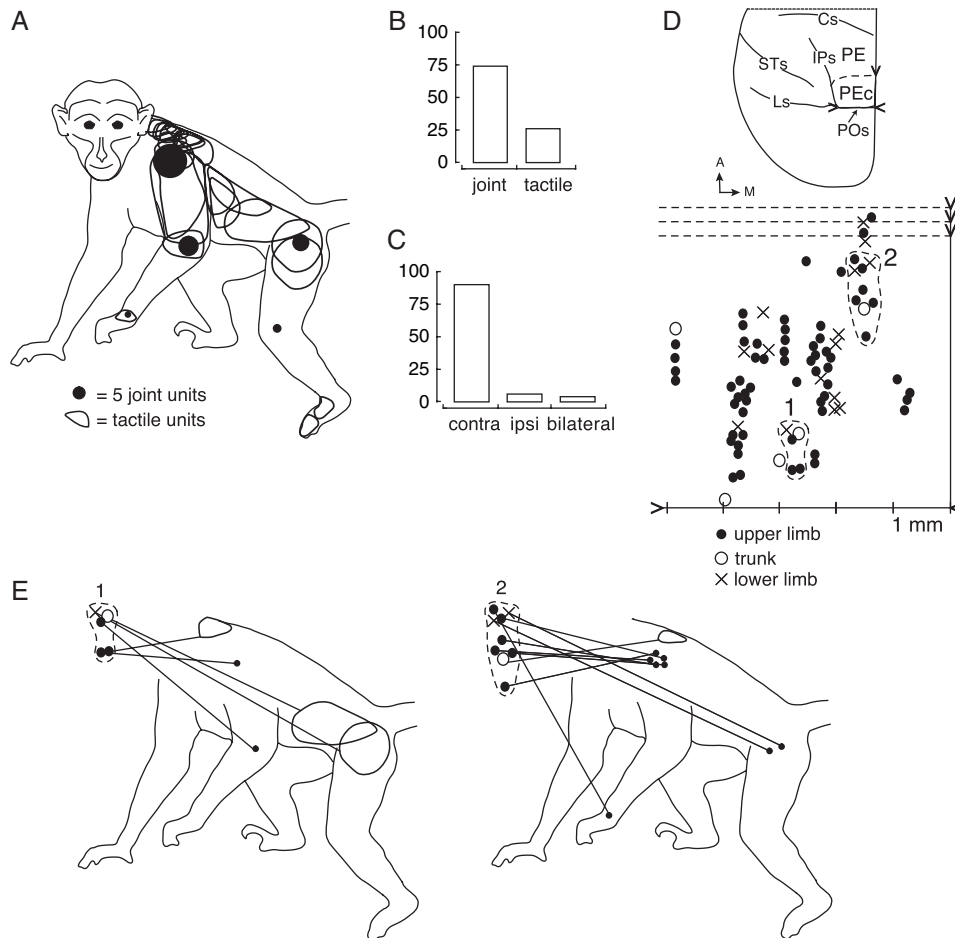 A
= 5 joint units
= tactile units
B
100
75
50
25
0
joint tactile
C
100
75
50
25
0
contra ipsi bilateral
D
Cs
IPs PE
STs
PEc
Ls
POs
A
M
2
1
1 mm
upper limb
trunk
lower limb
E
1
2